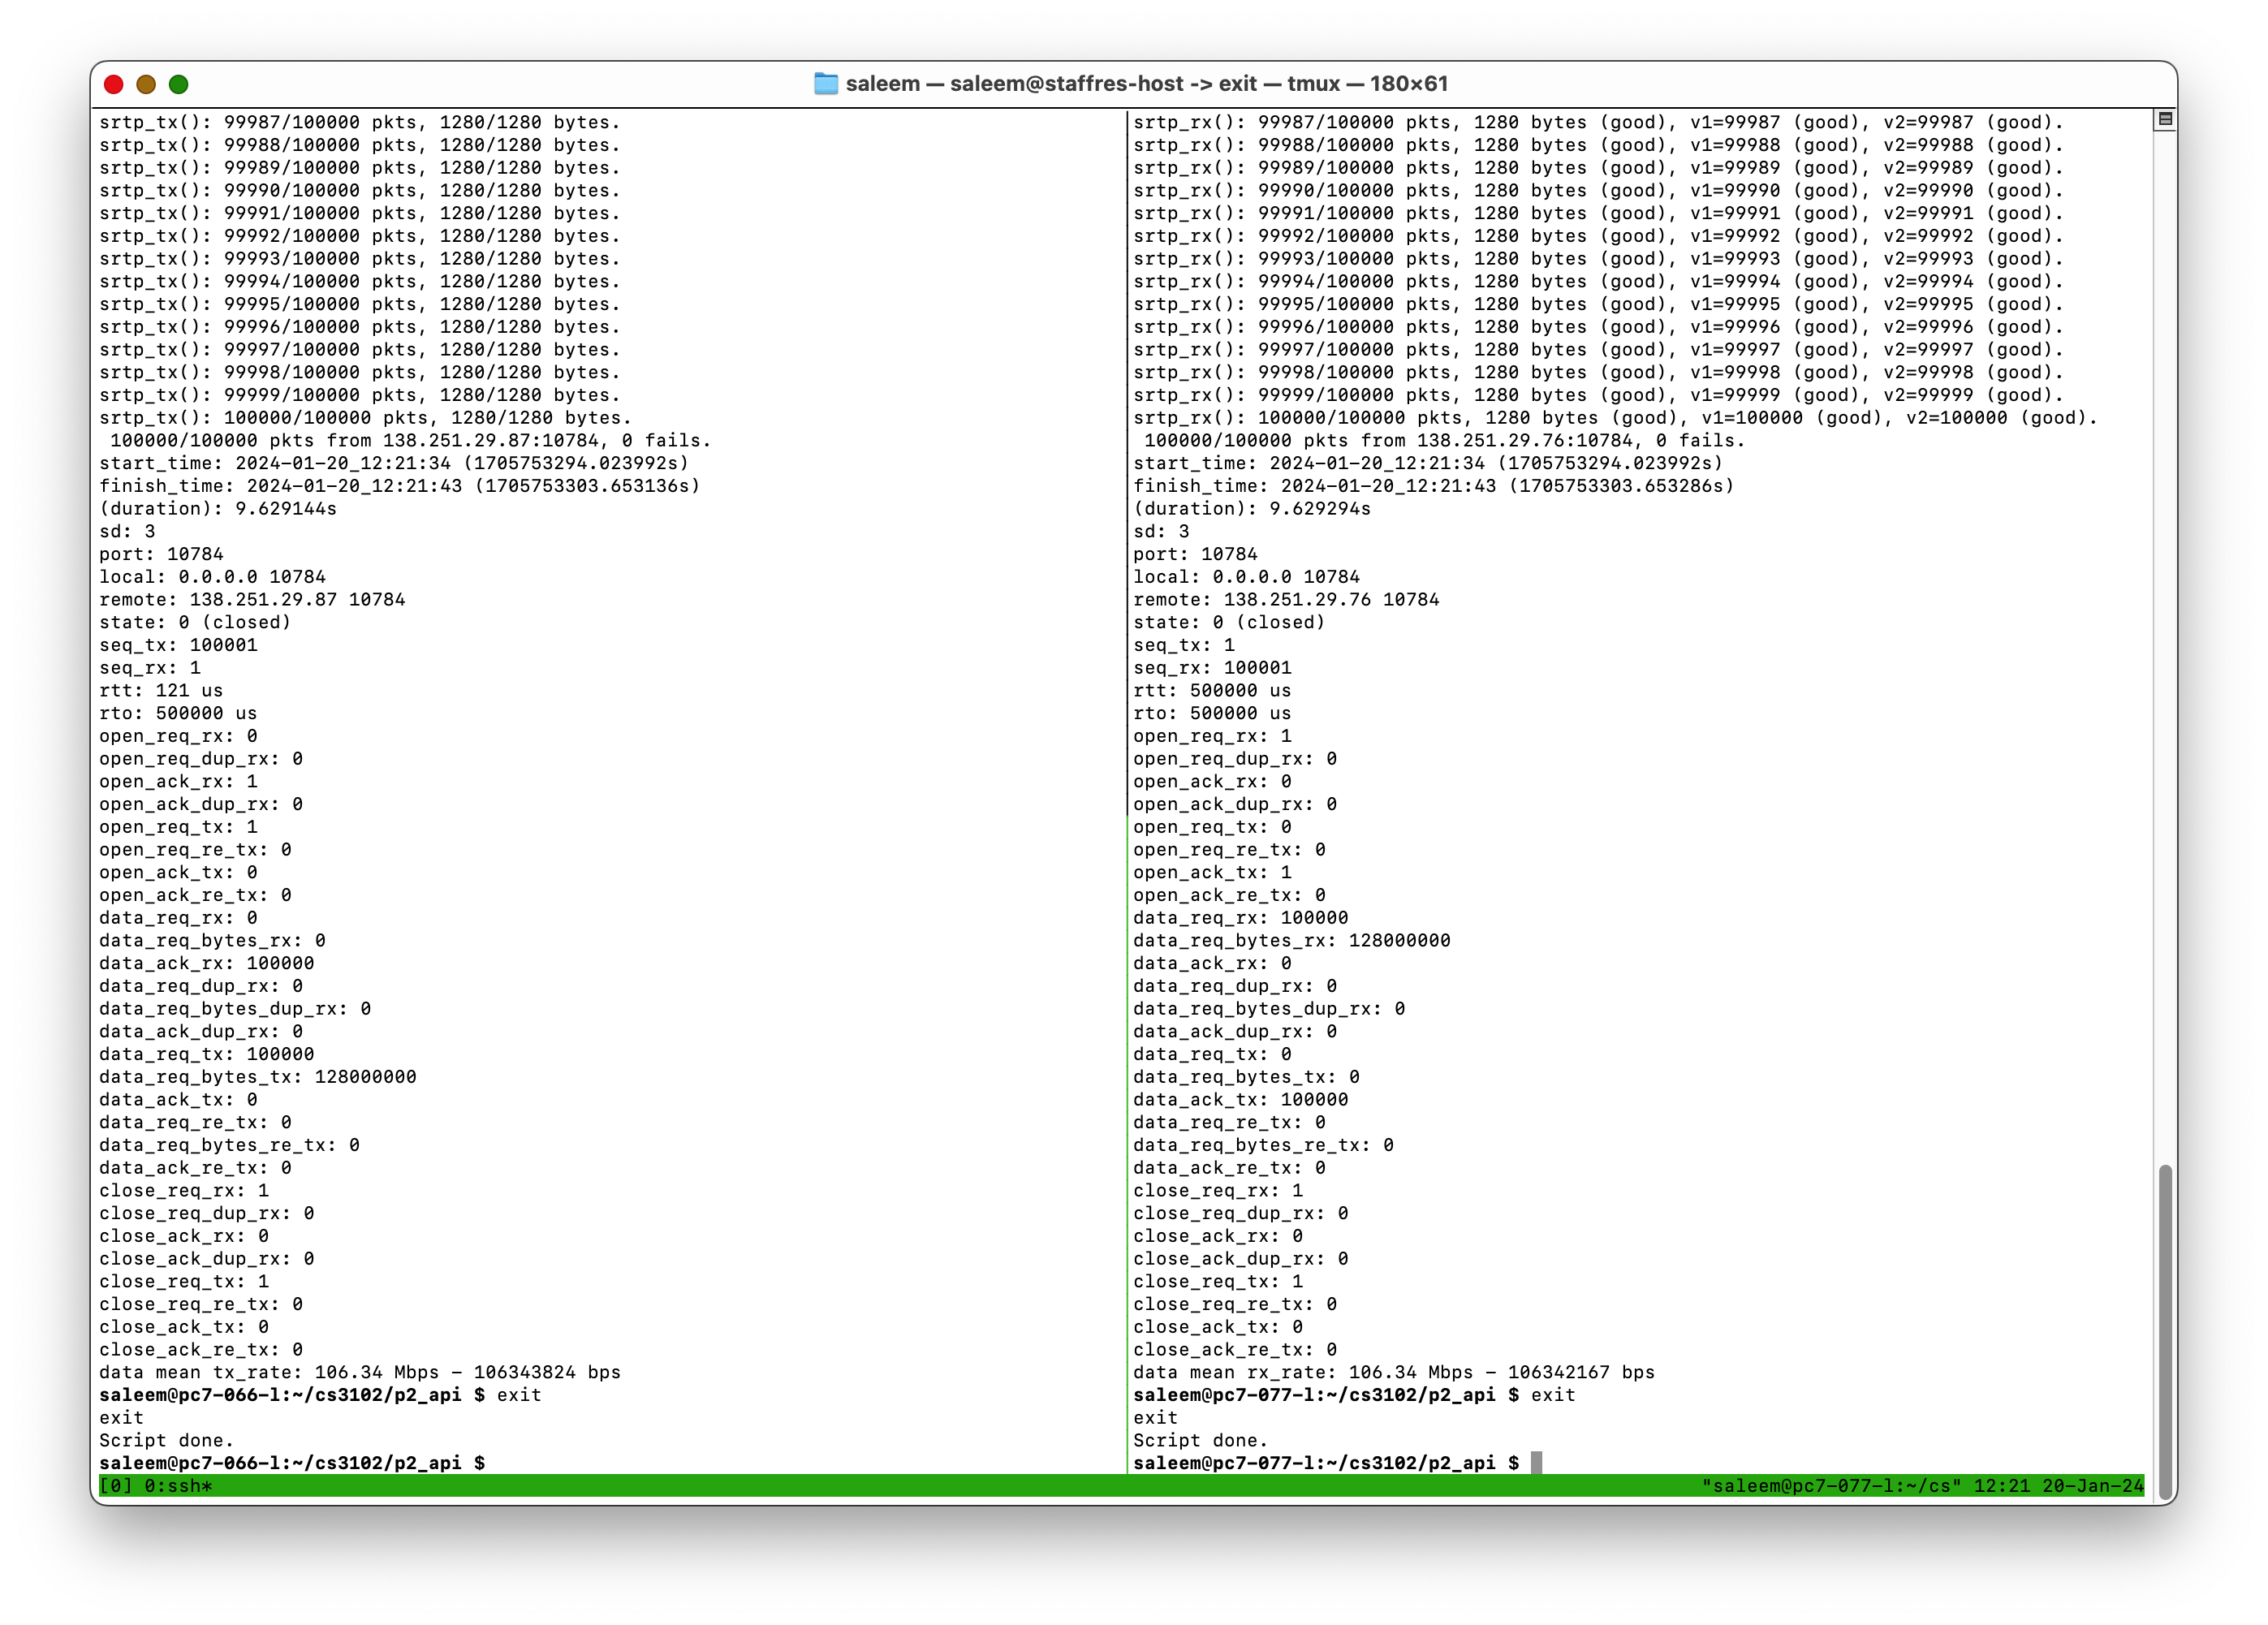 saleem — saleem@staffres-host -> exit — tmux — 180×61
srtp_tx(): 99987/100000 pkts, 1280/1280 bytes.
srtp_tx(): 99988/100000 pkts, 1280/1280 bytes.
srtp_tx(): 99989/100000 pkts, 1280/1280 bytes.
srtp_tx(): 99990/100000 pkts, 1280/1280 bytes.
srtp_tx(): 99991/100000 pkts, 1280/1280 bytes.
srtp_tx(): 99992/100000 pkts, 1280/1280 bytes.
srtp_tx(): 99993/100000 pkts, 1280/1280 bytes.
srtp_tx(): 99994/100000 pkts, 1280/1280 bytes.
srtp_tx(): 99995/100000 pkts, 1280/1280 bytes.
srtp_tx(): 99996/100000 pkts, 1280/1280 bytes.
srtp_tx(): 99997/100000 pkts, 1280/1280 bytes.
srtp_tx(): 99998/100000 pkts, 1280/1280 bytes.
srtp_tx(): 99999/100000 pkts, 1280/1280 bytes.
srtp_tx(): 100000/100000 pkts, 1280/1280 bytes.
 100000/100000 pkts from 138.251.29.87:10784, 0 fails.
start_time: 2024-01-20_12:21:34 (1705753294.023992s)
finish_time: 2024-01-20_12:21:43 (1705753303.653136s)
(duration): 9.629144s
sd: 3
port: 10784
local: 0.0.0.0 10784
remote: 138.251.29.87 10784
state: 0 (closed)
seq_tx: 100001
seq_rx: 1
rtt: 121 us
rto: 500000 us
open_req_rx: 0
open_req_dup_rx: 0
open_ack_rx: 1
open_ack_dup_rx: 0
open_req_tx: 1
open_req_re_tx: 0
open_ack_tx: 0
open_ack_re_tx: 0
data_req_rx: 0
data_req_bytes_rx: 0
data_ack_rx: 100000
data_req_dup_rx: 0
data_req_bytes_dup_rx: 0
data_ack_dup_rx: 0
data_req_tx: 100000
data_req_bytes_tx: 128000000
data_ack_tx: 0
data_req_re_tx: 0
data_req_bytes_re_tx: 0
data_ack_re_tx: 0
close_req_rx: 1
close_req_dup_rx: 0
close_ack_rx: 0
close_ack_dup_rx: 0
close_req_tx: 1
close_req_re_tx: 0
close_ack_tx: 0
close_ack_re_tx: 0
data mean tx_rate: 106.34 Mbps - 106343824 bps
saleem@pc7-066-l:~/cs3102/p2_api $ exit
exit
Script done.
saleem@pc7-066-l:~/cs3102/p2_api $
srtp_rx(): 99987/100000 pkts, 1280 bytes (good), v1=99987 (good), v2=99987 (good).
srtp_rx(): 99988/100000 pkts, 1280 bytes (good), v1=99988 (good), v2=99988 (good).
srtp_rx(): 99989/100000 pkts, 1280 bytes (good), v1=99989 (good), v2=99989 (good).
srtp_rx(): 99990/100000 pkts, 1280 bytes (good), v1=99990 (good), v2=99990 (good).
srtp_rx(): 99991/100000 pkts, 1280 bytes (good), v1=99991 (good), v2=99991 (good).
srtp_rx(): 99992/100000 pkts, 1280 bytes (good), v1=99992 (good), v2=99992 (good).
srtp_rx(): 99993/100000 pkts, 1280 bytes (good), v1=99993 (good), v2=99993 (good).
srtp_rx(): 99994/100000 pkts, 1280 bytes (good), v1=99994 (good), v2=99994 (good).
srtp_rx(): 99995/100000 pkts, 1280 bytes (good), v1=99995 (good), v2=99995 (good).
srtp_rx(): 99996/100000 pkts, 1280 bytes (good), v1=99996 (good), v2=99996 (good).
srtp_rx(): 99997/100000 pkts, 1280 bytes (good), v1=99997 (good), v2=99997 (good).
srtp_rx(): 99998/100000 pkts, 1280 bytes (good), v1=99998 (good), v2=99998 (good).
srtp_rx(): 99999/100000 pkts, 1280 bytes (good), v1=99999 (good), v2=99999 (good).
srtp_rx(): 100000/100000 pkts, 1280 bytes (good), v1=100000 (good), v2=100000 (good).
 100000/100000 pkts from 138.251.29.76:10784, 0 fails.
start_time: 2024-01-20_12:21:34 (1705753294.023992s)
finish_time: 2024-01-20_12:21:43 (1705753303.653286s)
(duration): 9.629294s
sd: 3
port: 10784
local: 0.0.0.0 10784
remote: 138.251.29.76 10784
state: 0 (closed)
seq_tx: 1
seq_rx: 100001
rtt: 500000 us
rto: 500000 us
open_req_rx: 1
open_req_dup_rx: 0
open_ack_rx: 0
open_ack_dup_rx: 0
open_req_tx: 0
open_req_re_tx: 0
open_ack_tx: 1
open_ack_re_tx: 0
data_req_rx: 100000
data_req_bytes_rx: 128000000
data_ack_rx: 0
data_req_dup_rx: 0
data_req_bytes_dup_rx: 0
data_ack_dup_rx: 0
data_req_tx: 0
data_req_bytes_tx: 0
data_ack_tx: 100000
data_req_re_tx: 0
data_req_bytes_re_tx: 0
data_ack_re_tx: 0
close_req_rx: 1
close_req_dup_rx: 0
close_ack_rx: 0
close_ack_dup_rx: 0
close_req_tx: 1
close_req_re_tx: 0
close_ack_tx: 0
close_ack_re_tx: 0
data mean rx_rate: 106.34 Mbps - 106342167 bps
saleem@pc7-077-l:~/cs3102/p2_api $ exit
exit
Script done.
saleem@pc7-077-l:~/cs3102/p2_api $
[0] 0:ssh* "saleem@pc7-077-l:~/cs" 12:21 20-Jan-24